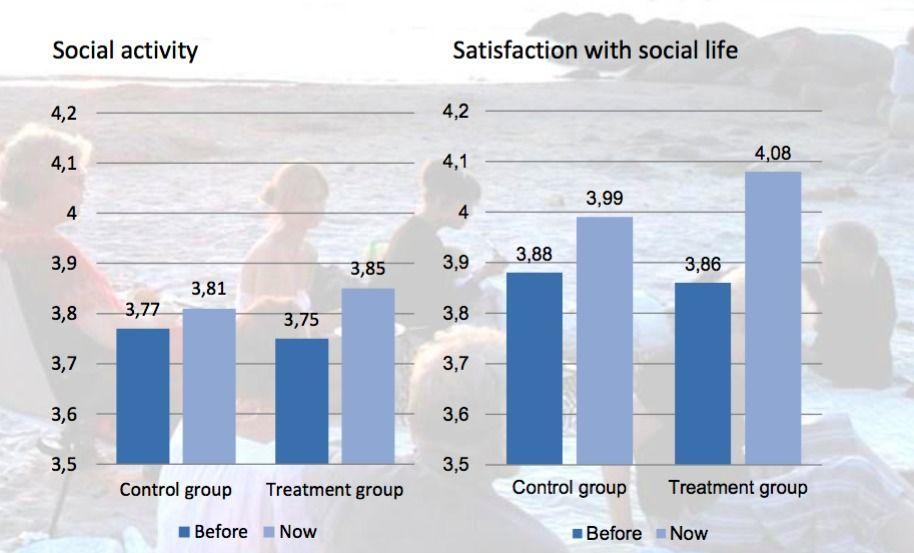 Social activity
4,2
4,1
4
3,9
3,8
3,7
3,6
3,5
3,77
3,81
3,75
3,85
Control group
Treatment group
Before
Now
Satisfaction with social life
4,2
4,1
4
3,9
3,8
3,7
3,6
3,5
3,88
3,99
3,86
4,08
Control group
Treatment group
Before
Now